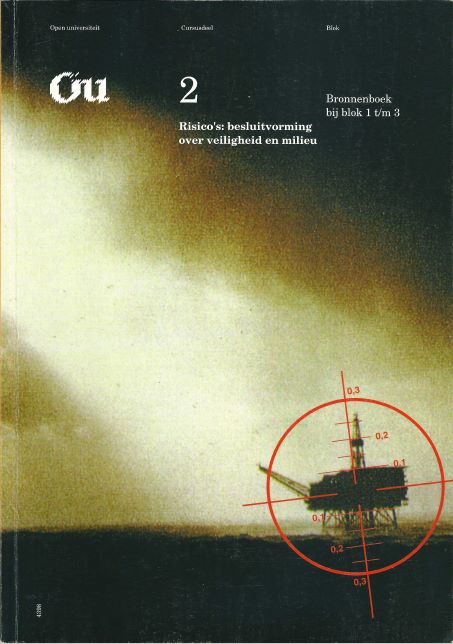 Open universiteit
Cursusdeel
Blok
Ou
2
Bronnenboek
bij blok 1 t/m 3
Risico's: besluitvorming
over veiligheid en milieu
0,3
0,2
0,1
0,1
0,2
0,3